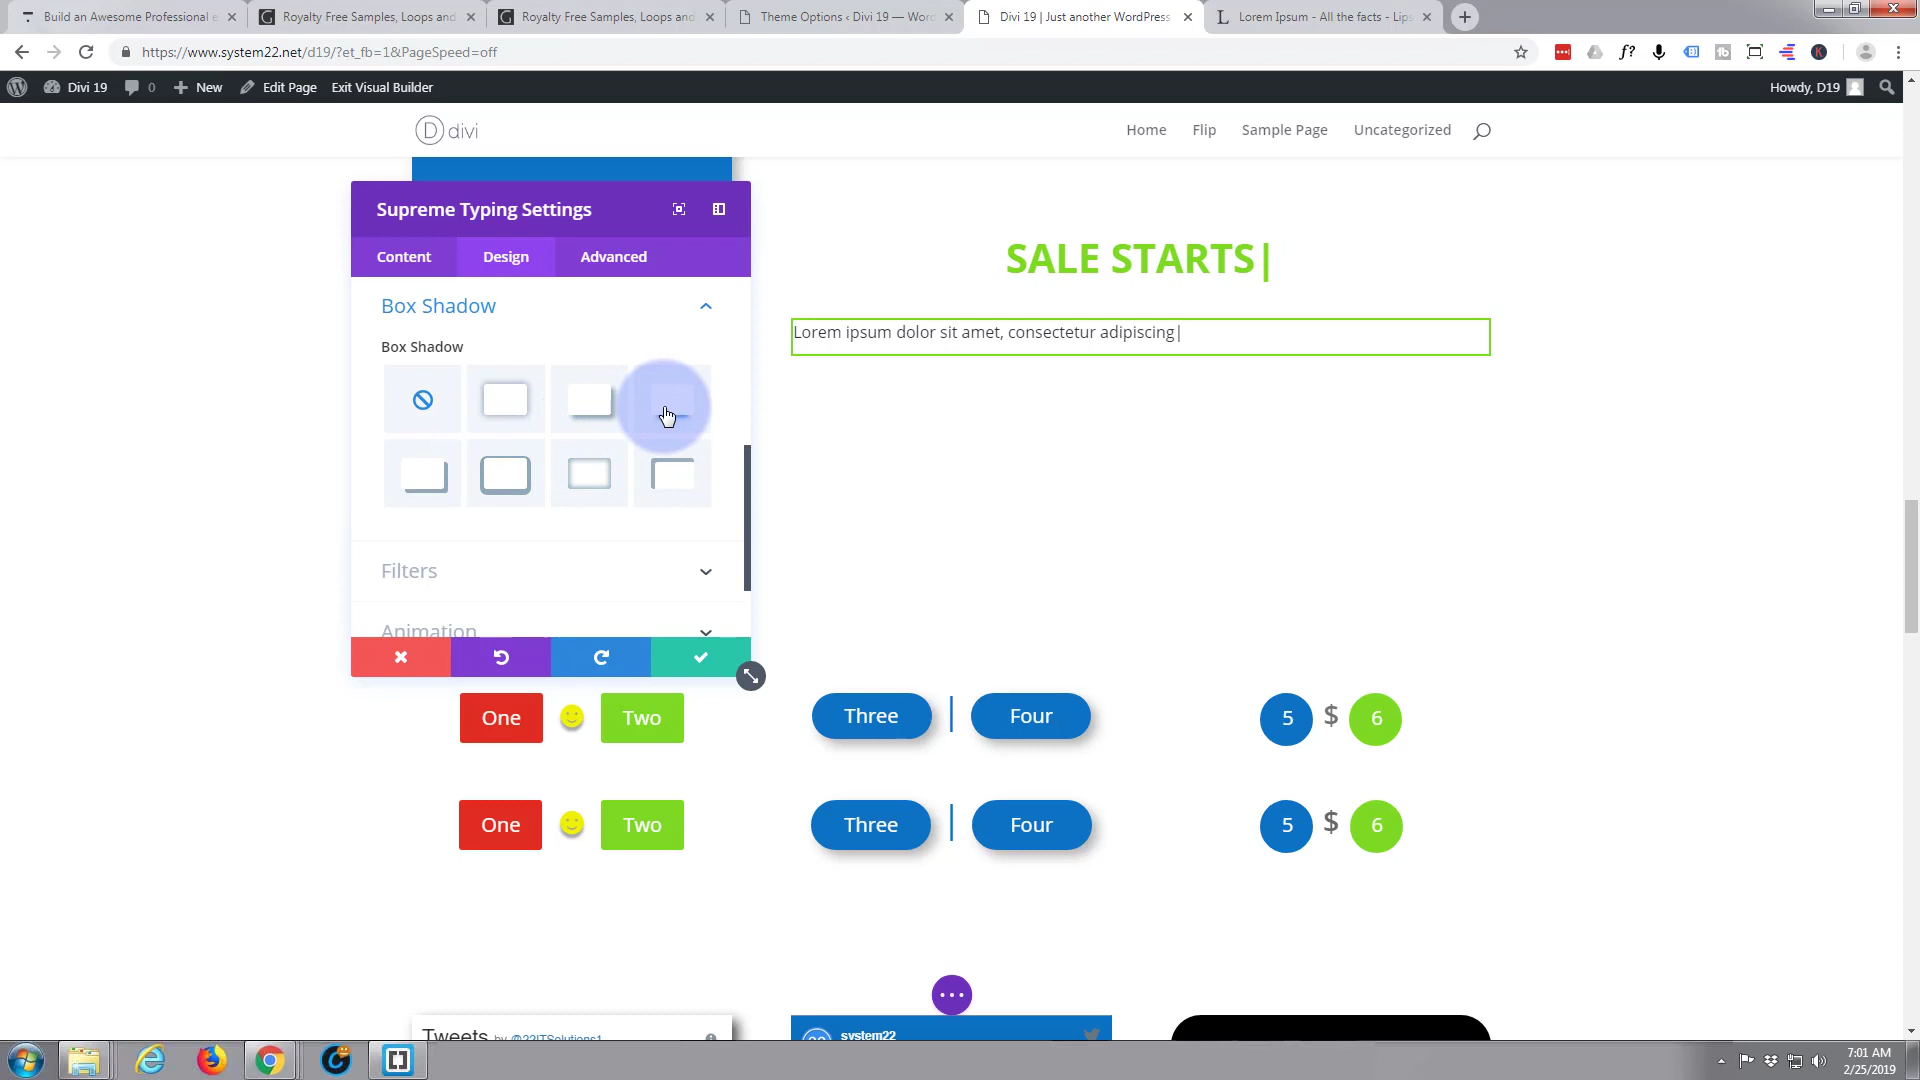 Build an Awesome Professional e
Royalty Free Samples, Loops and
Royalty Free Samples, Loops and
Theme Options ‹ Divi 19 — Word
Divi 19 | Just another WordPress
Lorem Ipsum - All the facts - Lips
https://www.system22.net/d19/?et_fb=1&PageSpeed=off
Divi 19
0
New
Edit Page
Exit Visual Builder
Howdy, D19
divi
Home
Flip
Sample Page
Uncategorized
Supreme Typing Settings
Content
Design
Advanced
Box Shadow
Box Shadow
Filters
Animation
SALE STARTS|
Lorem ipsum dolor sit amet, consectetur adipiscing|
One
Two
Three
|
Four
5
$
6
One
Two
Three
|
Four
5
$
6
Tweets by @22ITSolutions1
system22
7:01 AM
2/25/2019